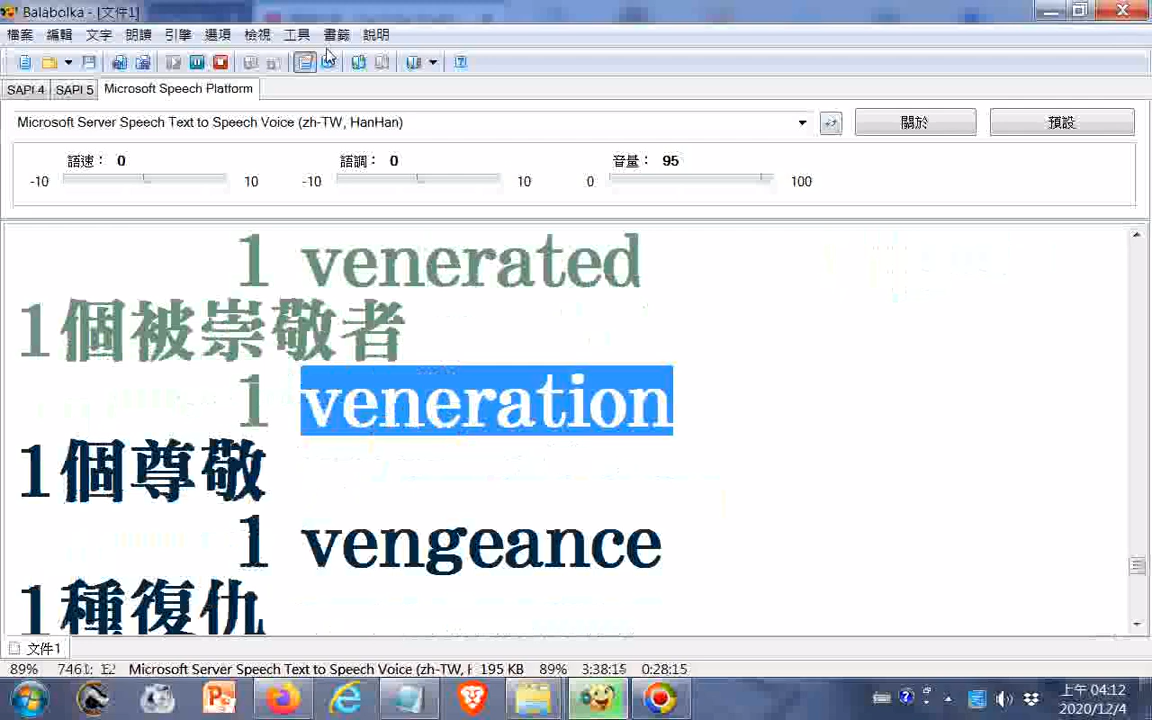 Balabolka - [文件1]
檔案 編輯 文字 朗讀 引擎 選項 檢視 工具 書籤 說明
SAPI 4 SAPI 5 Microsoft Speech Platform
Microsoft Server Speech Text to Speech Voice (zh-TW, HanHan) 關於 預設
語速: 0 語調: 0 音量: 95
-10 10 -10 10 0 100
1 venerated
1個被崇敬者
1 veneration
1個尊敬
1 vengeance
1種復仇
文件1
89% Microsoft Server Speech Text to Speech Voice (zh-TW, 195 KB 89% 3:38:15 0:28:15
上午 04:12
2020/12/4